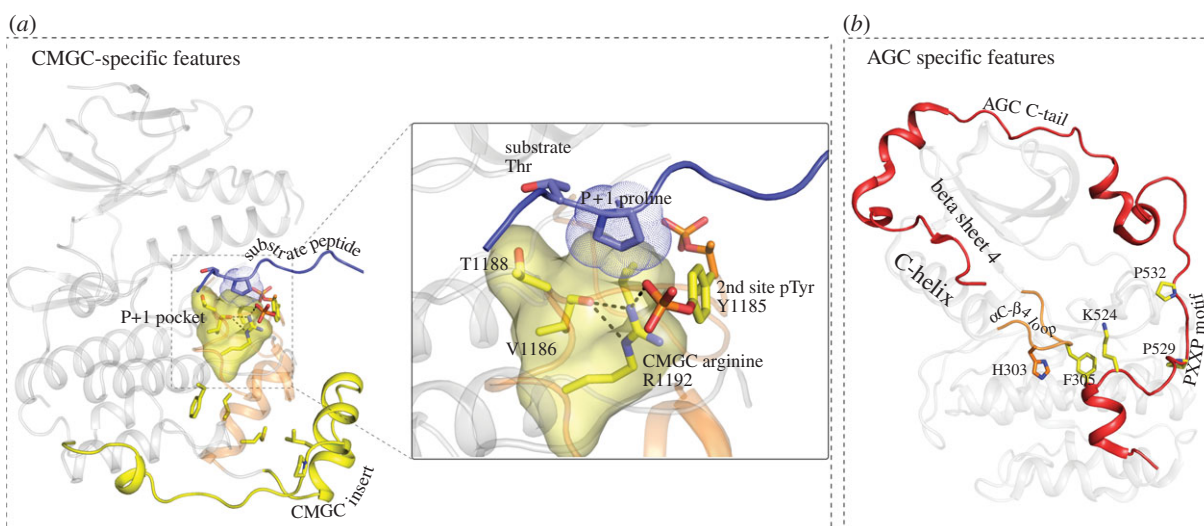 (a)
CMGC-specific features
substrate peptide
P+1 pocket
CMGC insert
substrate
Thr
P+1 proline
T1188
2nd site pTyr
Y1185
V1186
CMGC arginine
R1192
(b)
AGC specific features
AGC C-tail
beta sheet 4
C-helix
αC-β4 loop
P532
K524
PXXP motif
P529
H303
F305